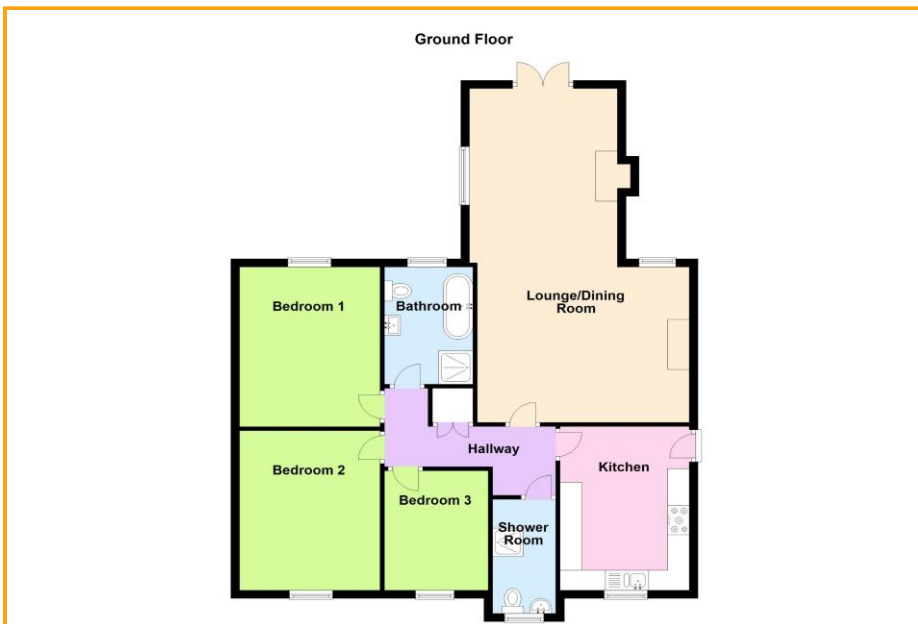 Ground Floor
Bedroom 1
Bathroom
Lounge/Dining
Room
Hallway
Kitchen
Bedroom 2
Bedroom 3
Shower
Room